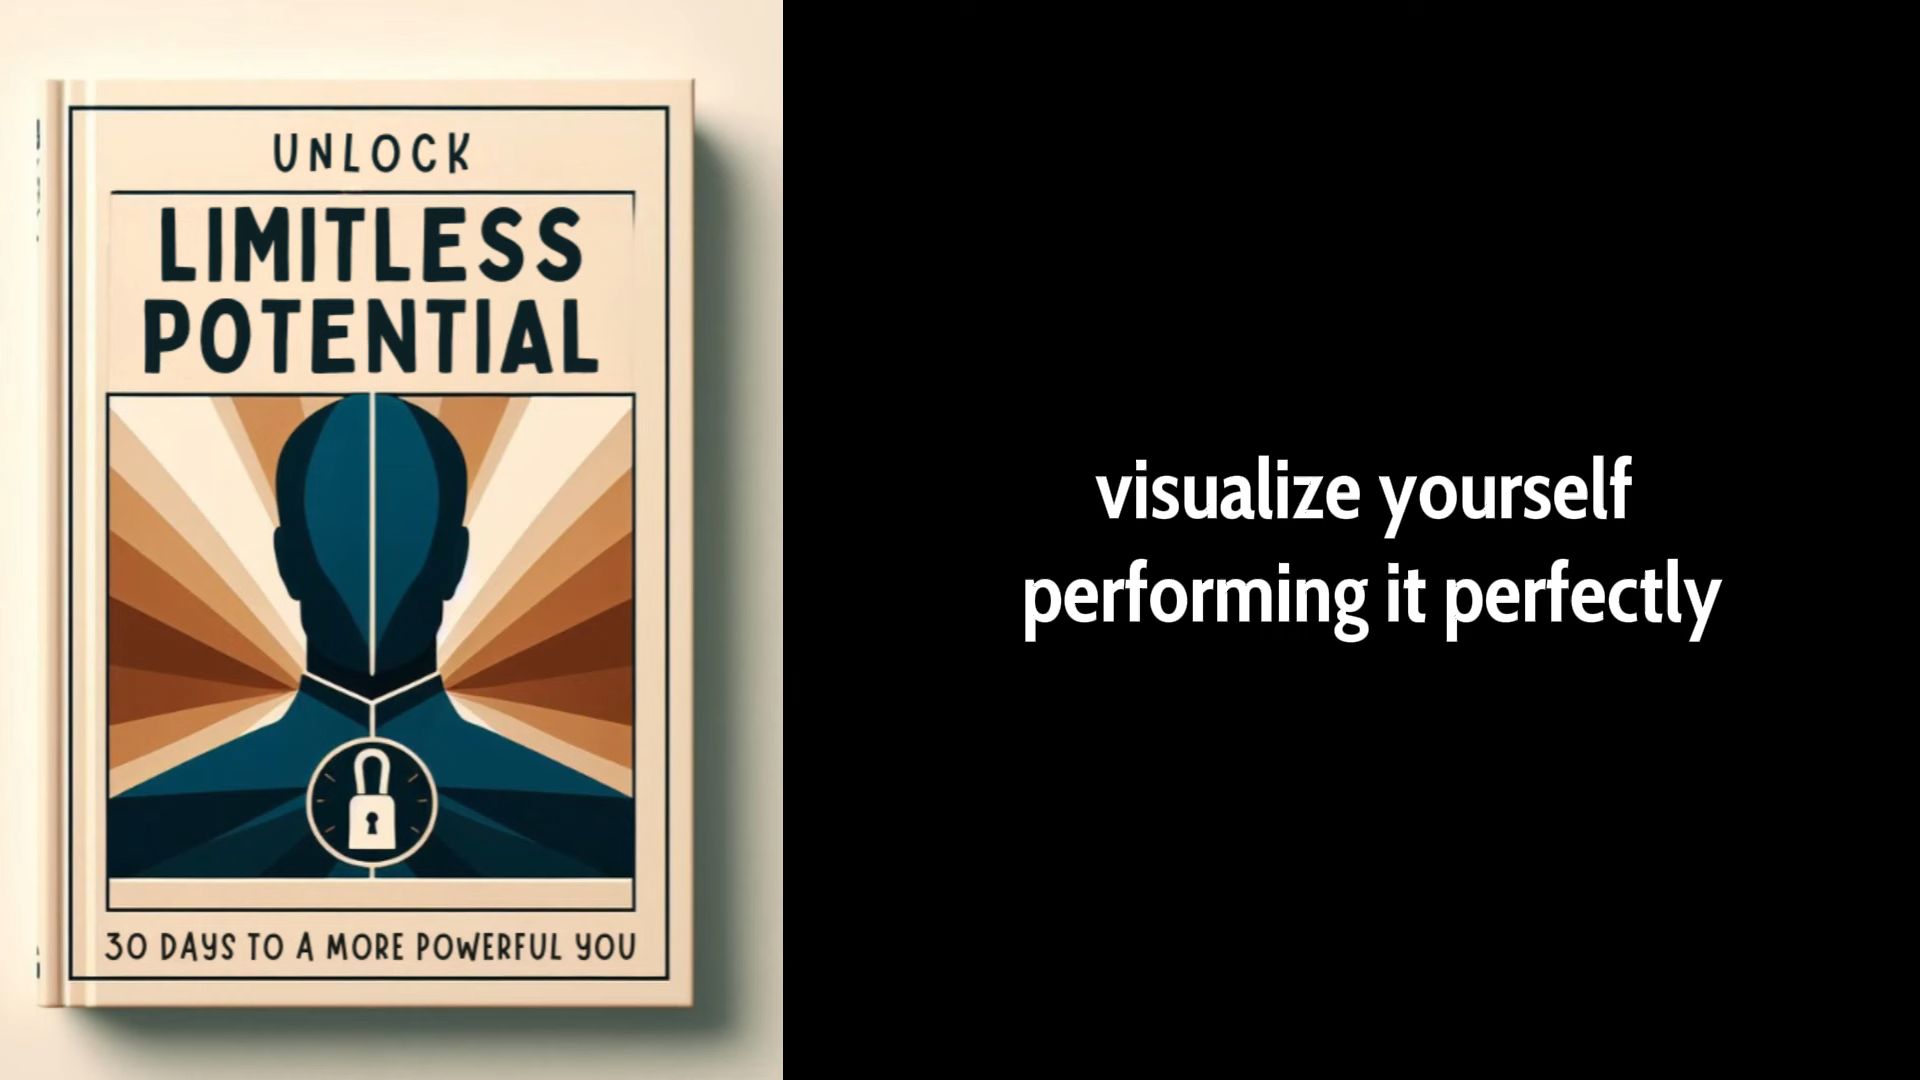 UNLOCK
LIMITLESS
POTENTIAL
30 DAYS TO A MORE POWERFUL YOU
visualize yourself
performing it perfectly